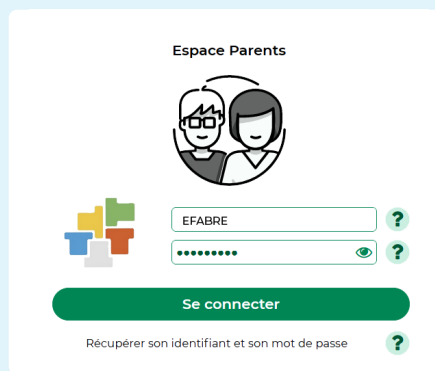 Espace Parents
EFABRE
?
•••••••••
?
Se connecter
Récupérer son identifiant et son mot de passe
?